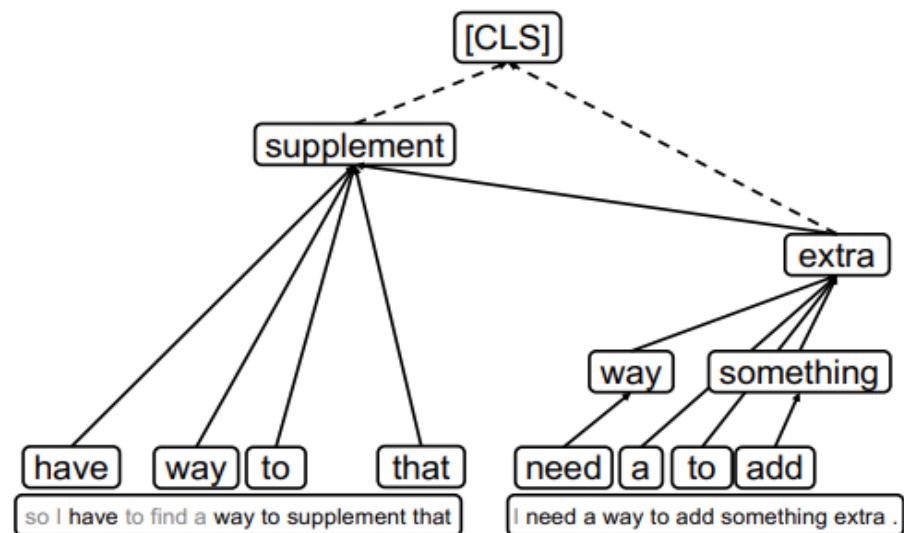 [CLS]
supplement
extra
way something
have way to that need a to add
so I have to find a way to supplement that
I need a way to add something extra .